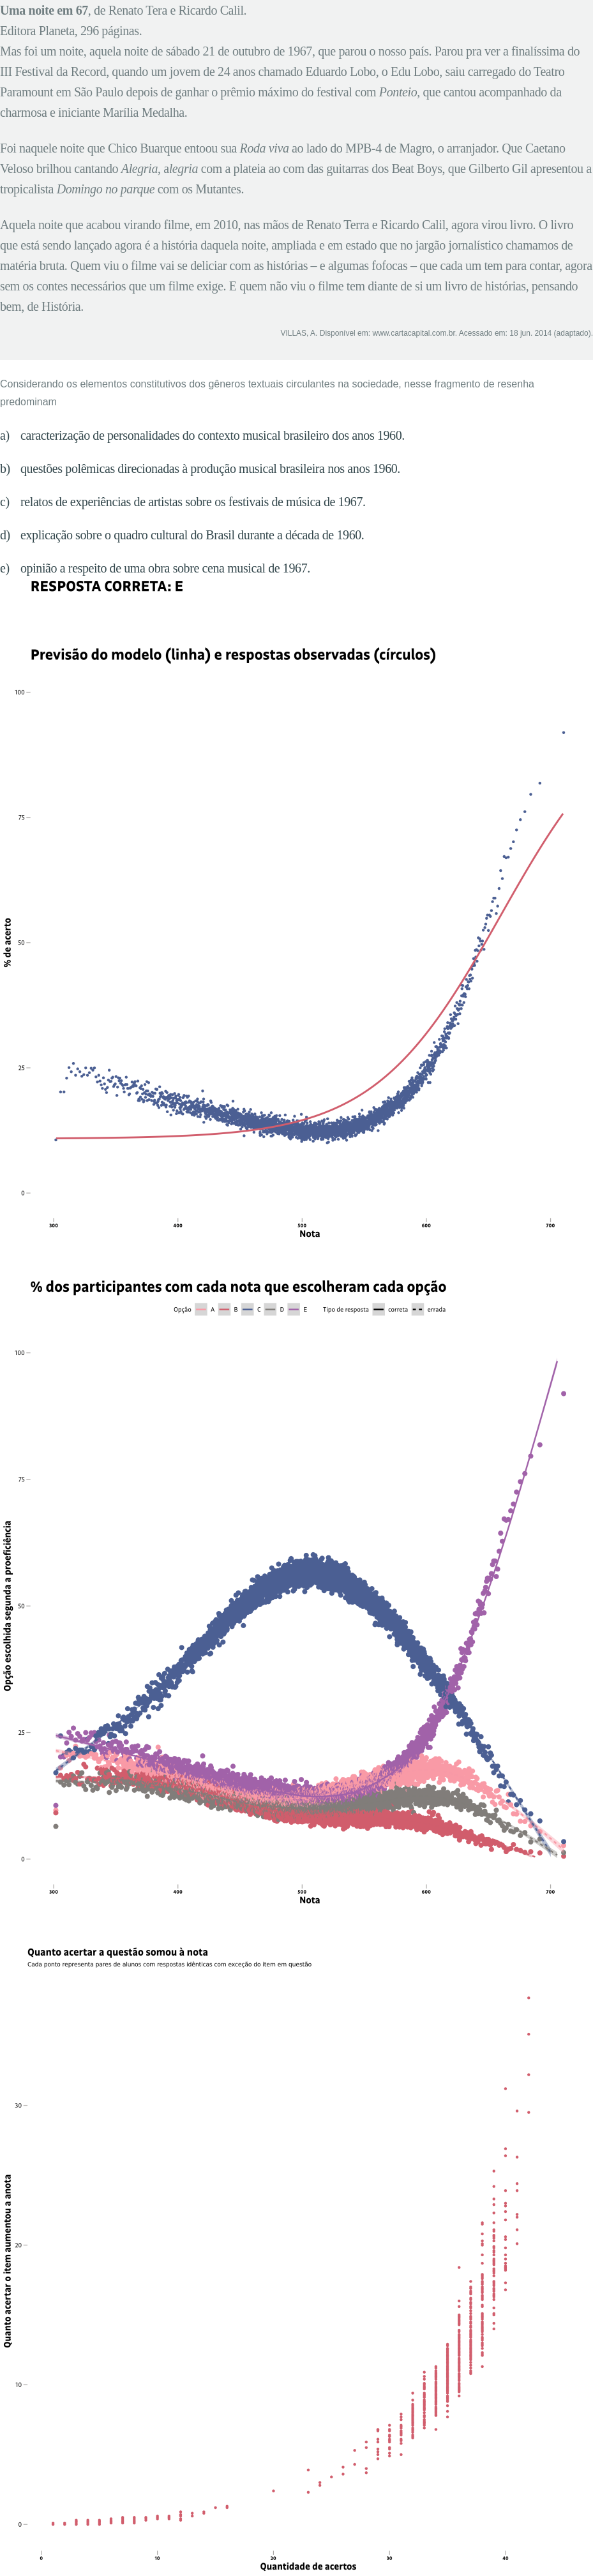 Uma noite em 67, de Renato Tera e Ricardo Calil.
Editora Planeta, 296 páginas.
Mas foi um noite, aquela noite de sábado 21 de outubro de 1967, que parou o nosso país. Parou pra ver a finalíssima do
III Festival da Record, quando um jovem de 24 anos chamado Eduardo Lobo, o Edu Lobo, saiu carregado do Teatro
Paramount em São Paulo depois de ganhar o prêmio máximo do festival com Ponteio, que cantou acompanhado da
charmosa e iniciante Marília Medalha.
Foi naquele noite que Chico Buarque entoou sua Roda viva ao lado do MPB-4 de Magro, o arranjador. Que Caetano
Veloso brilhou cantando Alegria, alegria com a plateia ao com das guitarras dos Beat Boys, que Gilberto Gil apresentou a
tropicalista Domingo no parque com os Mutantes.
Aquela noite que acabou virando filme, em 2010, nas mãos de Renato Terra e Ricardo Calil, agora virou livro. O livro
que está sendo lançado agora é a história daquela noite, ampliada e em estado que no jargão jornalístico chamamos de
matéria bruta. Quem viu o filme vai se deliciar com as histórias – e algumas fofocas – que cada um tem para contar, agora
sem os contes necessários que um filme exige. E quem não viu o filme tem diante de si um livro de histórias, pensando
bem, de História.
VILLAS, A. Disponível em: www.cartacapital.com.br. Acessado em: 18 jun. 2014 (adaptado).
Considerando os elementos constitutivos dos gêneros textuais circulantes na sociedade, nesse fragmento de resenha
predominam
a) caracterização de personalidades do contexto musical brasileiro dos anos 1960.
b) questões polêmicas direcionadas à produção musical brasileira nos anos 1960.
c) relatos de experiências de artistas sobre os festivais de música de 1967.
d) explicação sobre o quadro cultural do Brasil durante a década de 1960.
e) opinião a respeito de uma obra sobre cena musical de 1967.
RESPOSTA CORRETA: E
Previsão do modelo (linha) e respostas observadas (círculos)
100
75
50
25
0
% de acerto
300 400 500 600 700
Nota
% dos participantes com cada nota que escolheram cada opção
Opção A B C D E Tipo de resposta correta errada
100
75
50
25
0
Opção escolhida segunda a proeficiência
300 400 500 600 700
Nota
Quanto acertar a questão somou à nota
Cada ponto representa pares de alunos com respostas idênticas com exceção do item em questão
30
20
10
0
Quanto acertar o item aumentou a anota
0 10 20 30 40
Quantidade de acertos